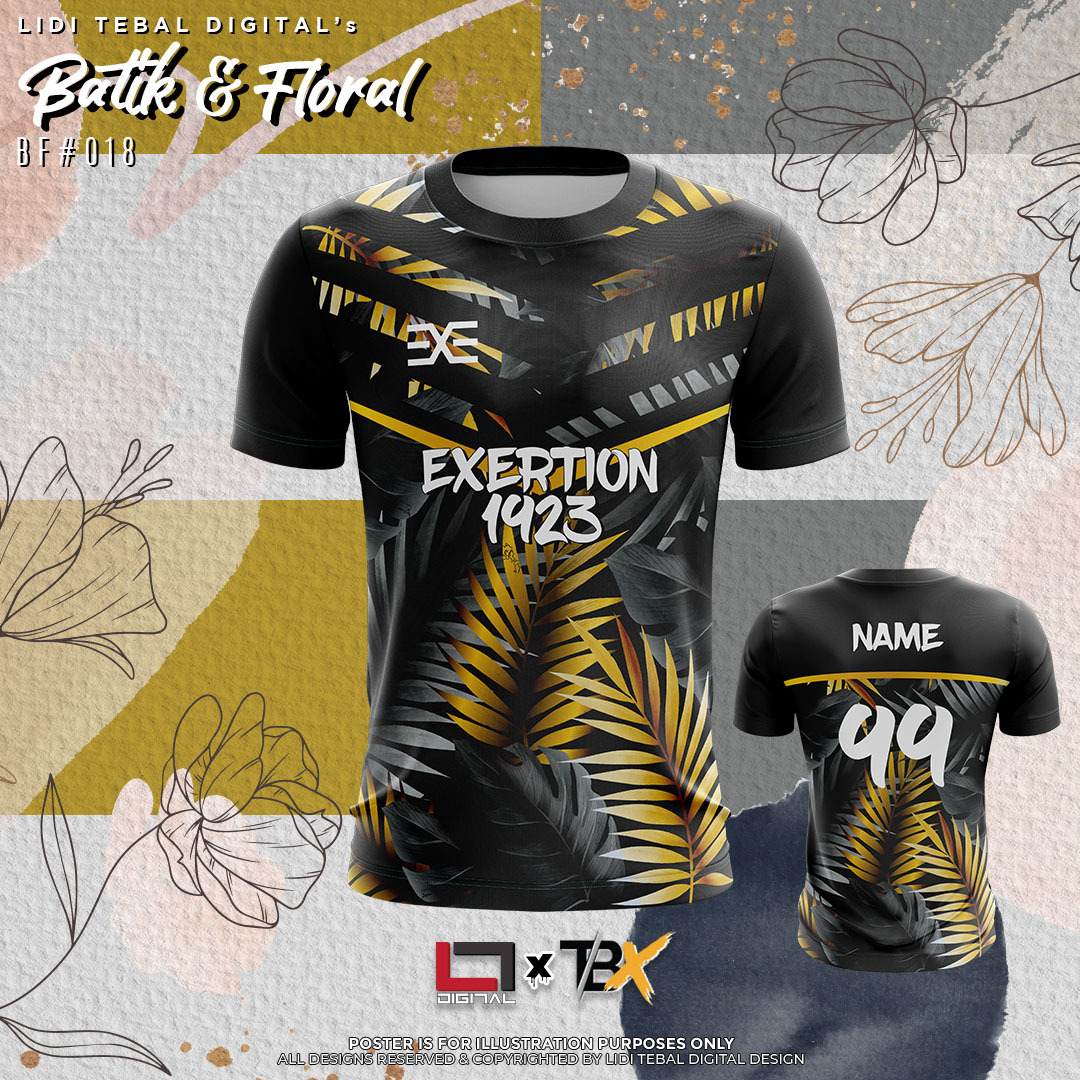 LIDI TEBAL DIGITAL's
Batik & Floral
BF#018
EXE
EXERTION
1923
NAME
99
LT x TBX
DIGITAL
POSTER IS FOR ILLUSTRATION PURPOSES ONLY
ALL DESIGNS RESERVED & COPYRIGHTED BY LIDI TEBAL DIGITAL DESIGN